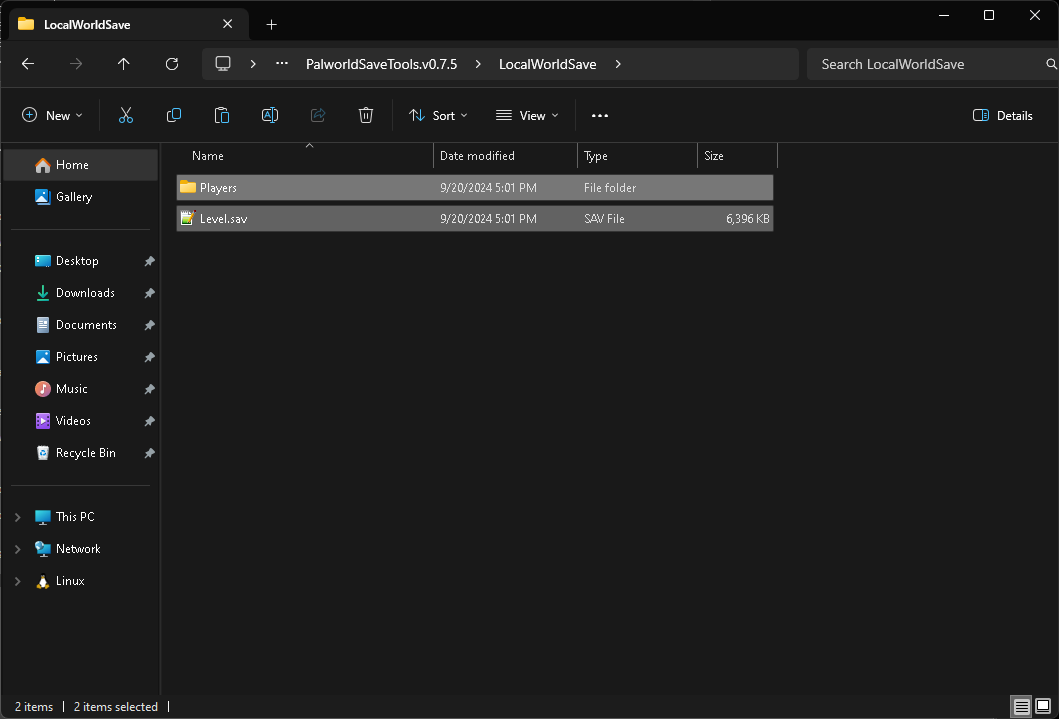 LocalWorldSave
PalworldSaveTools.v0.7.5 LocalWorldSave Search LocalWorldSave
New Sort View Details
Name Date modified Type Size
Home
Gallery
Desktop
Downloads
Documents
Pictures
Music
Videos
Recycle Bin
This PC
Network
Linux
Players 9/20/2024 5:01 PM File folder
Level.sav 9/20/2024 5:01 PM SAV File 6,396 KB
2 items 2 items selected